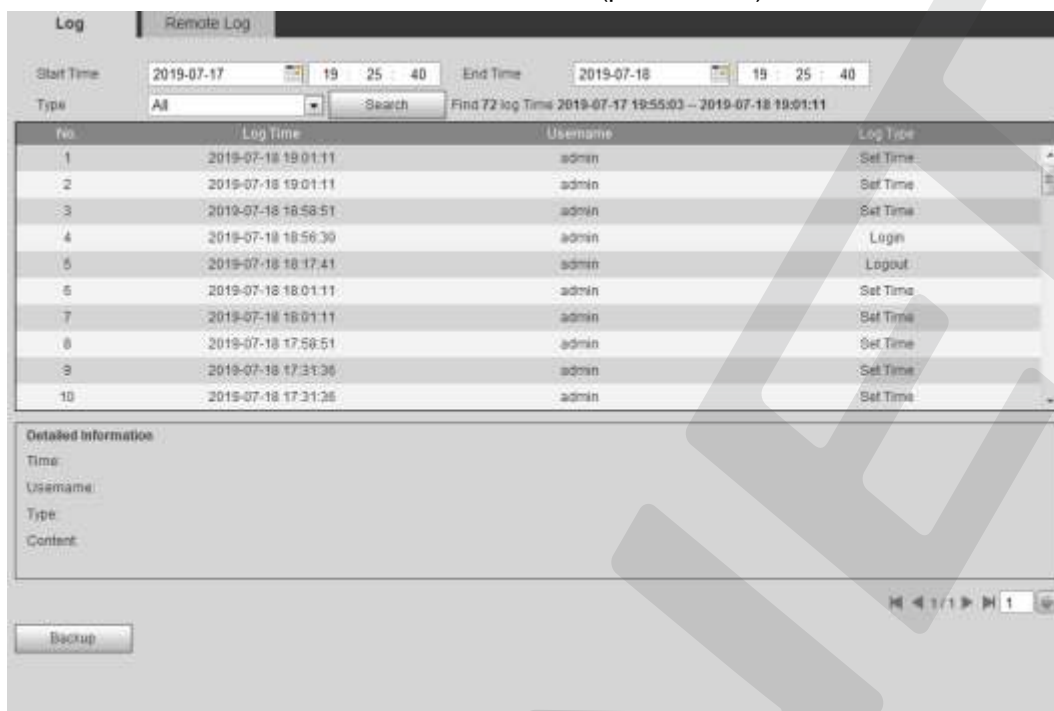 Log Remote Log
Start Time 2019-07-17 19 : 25 : 40 End Time 2019-07-18 19 : 25 : 40
Type All Search Find 72 log Time 2019-07-17 19:55:03 -- 2019-07-18 19:01:11
No. Log Time Username Log Type
1 2019-07-18 19:01:11 admin Set Time
2 2019-07-18 19:01:11 admin Set Time
3 2019-07-18 18:58:51 admin Set Time
4 2019-07-18 18:56:30 admin Login
5 2019-07-18 18:17:41 admin Logout
6 2019-07-18 18:01:11 admin Set Time
7 2019-07-18 18:01:11 admin Set Time
8 2019-07-18 17:58:51 admin Set Time
9 2019-07-18 17:31:36 admin Set Time
10 2019-07-18 17:31:36 admin Set Time
Detailed Information
Time:
Username:
Type:
Content:
1/1 1
Backup